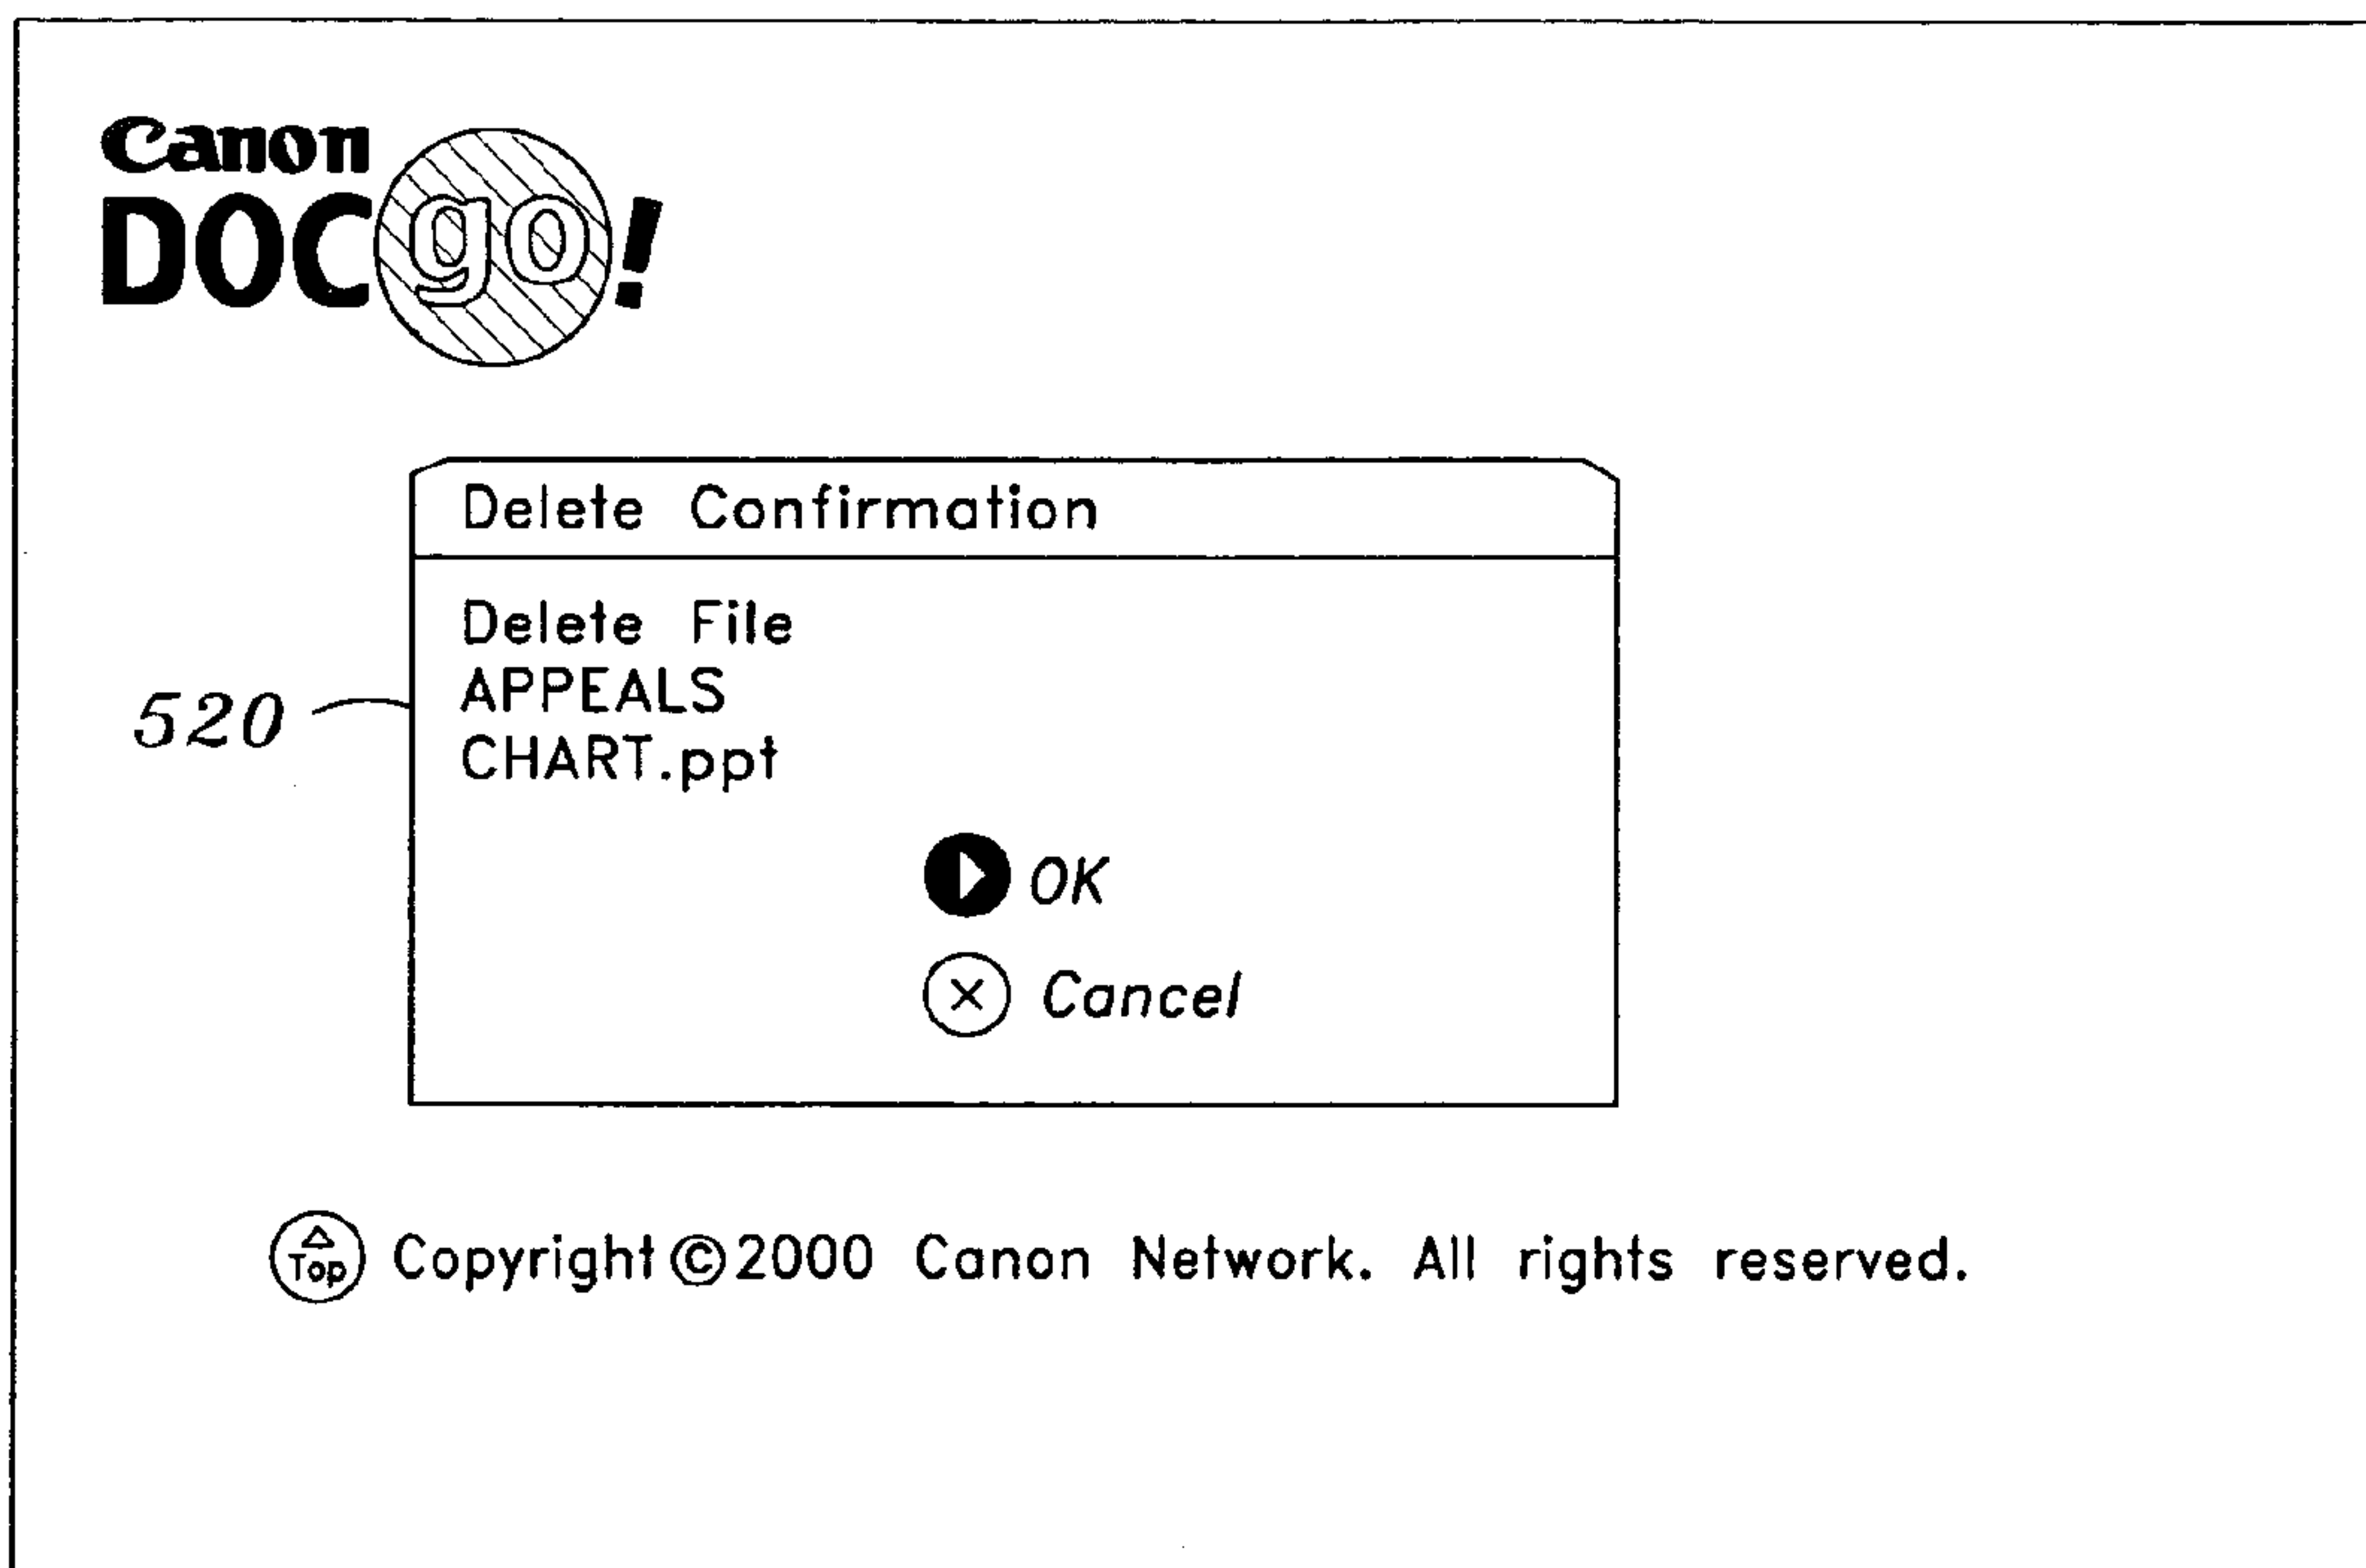 Canon
DOC go!
Delete Confirmation
Delete File
APPEALS
520
CHART.ppt
OK
Cancel
Top Copyright ©2000 Canon Network. All rights reserved.